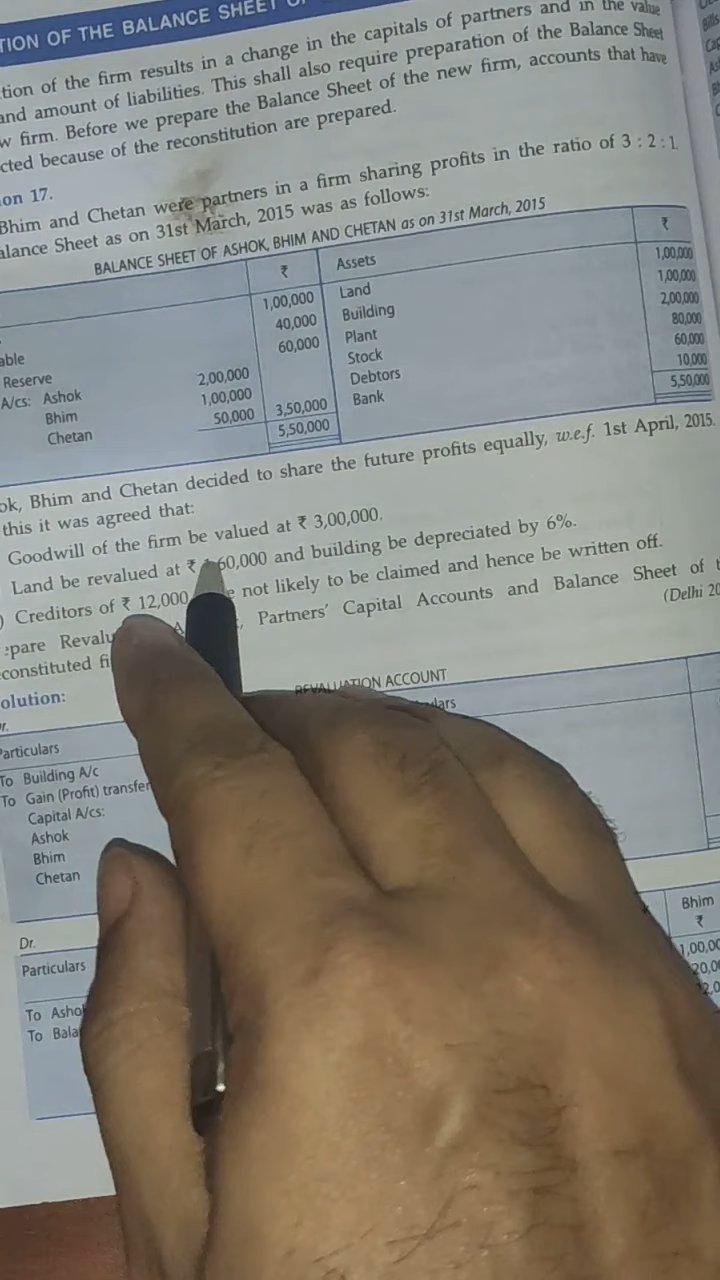 TION OF THE BALANCE SHEET
tion of the firm results in a change in the capitals of partners and in the value
and amount of liabilities. This shall also require preparation of the Balance Sheet
w firm. Before we prepare the Balance Sheet of the new firm, accounts that have
cted because of the reconstitution are prepared.
on 17.
Bhim and Chetan were partners in a firm sharing profits in the ratio of 3 : 2 : 1
alance Sheet as on 31st March, 2015 was as follows:
BALANCE SHEET OF ASHOK, BHIM AND CHETAN as on 31st March, 2015
₹ Assets ₹
1,00,000 Land 1,00,000
40,000 Building 1,00,000
able 60,000 Plant 2,00,000
Reserve Stock 80,000
A/cs: Ashok 2,00,000 Debtors 60,000
Bhim 1,00,000 Bank 10,000
Chetan 50,000 3,50,000
5,50,000 5,50,000
ok, Bhim and Chetan decided to share the future profits equally, w.e.f. 1st April, 2015.
this it was agreed that:
Goodwill of the firm be valued at ₹ 3,00,000.
Land be revalued at ₹ 60,000 and building be depreciated by 6%.
) Creditors of ₹ 12,000 not likely to be claimed and hence be written off.
epare Revalu Partners' Capital Accounts and Balance Sheet of t
constituted fi (Delhi 20
olution:
REVALUATION ACCOUNT
r.
Particulars ulars
To Building A/c
To Gain (Profit) transfer
Capital A/cs:
Ashok
Bhim
Chetan
Dr. Bhim
Particulars ₹
1,00,00
To Asho 20,0
To Bala 2,0